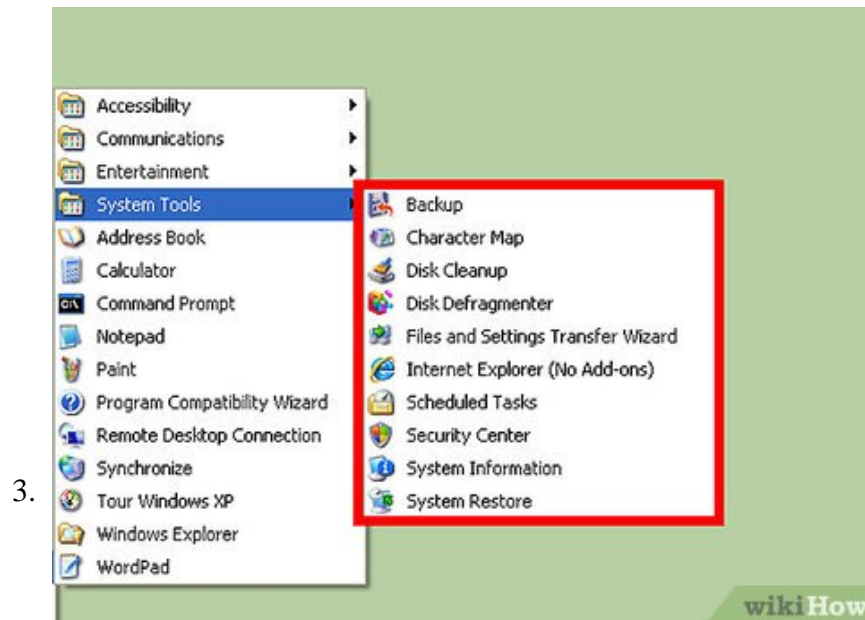 Accessibility
Communications
Entertainment
System Tools
Address Book
Calculator
Command Prompt
Notepad
Paint
Program Compatibility Wizard
Remote Desktop Connection
Synchronize
Tour Windows XP
Windows Explorer
WordPad
Backup
Character Map
Disk Cleanup
Disk Defragmenter
Files and Settings Transfer Wizard
Internet Explorer (No Add-ons)
Scheduled Tasks
Security Center
System Information
System Restore
3.
wikiHow